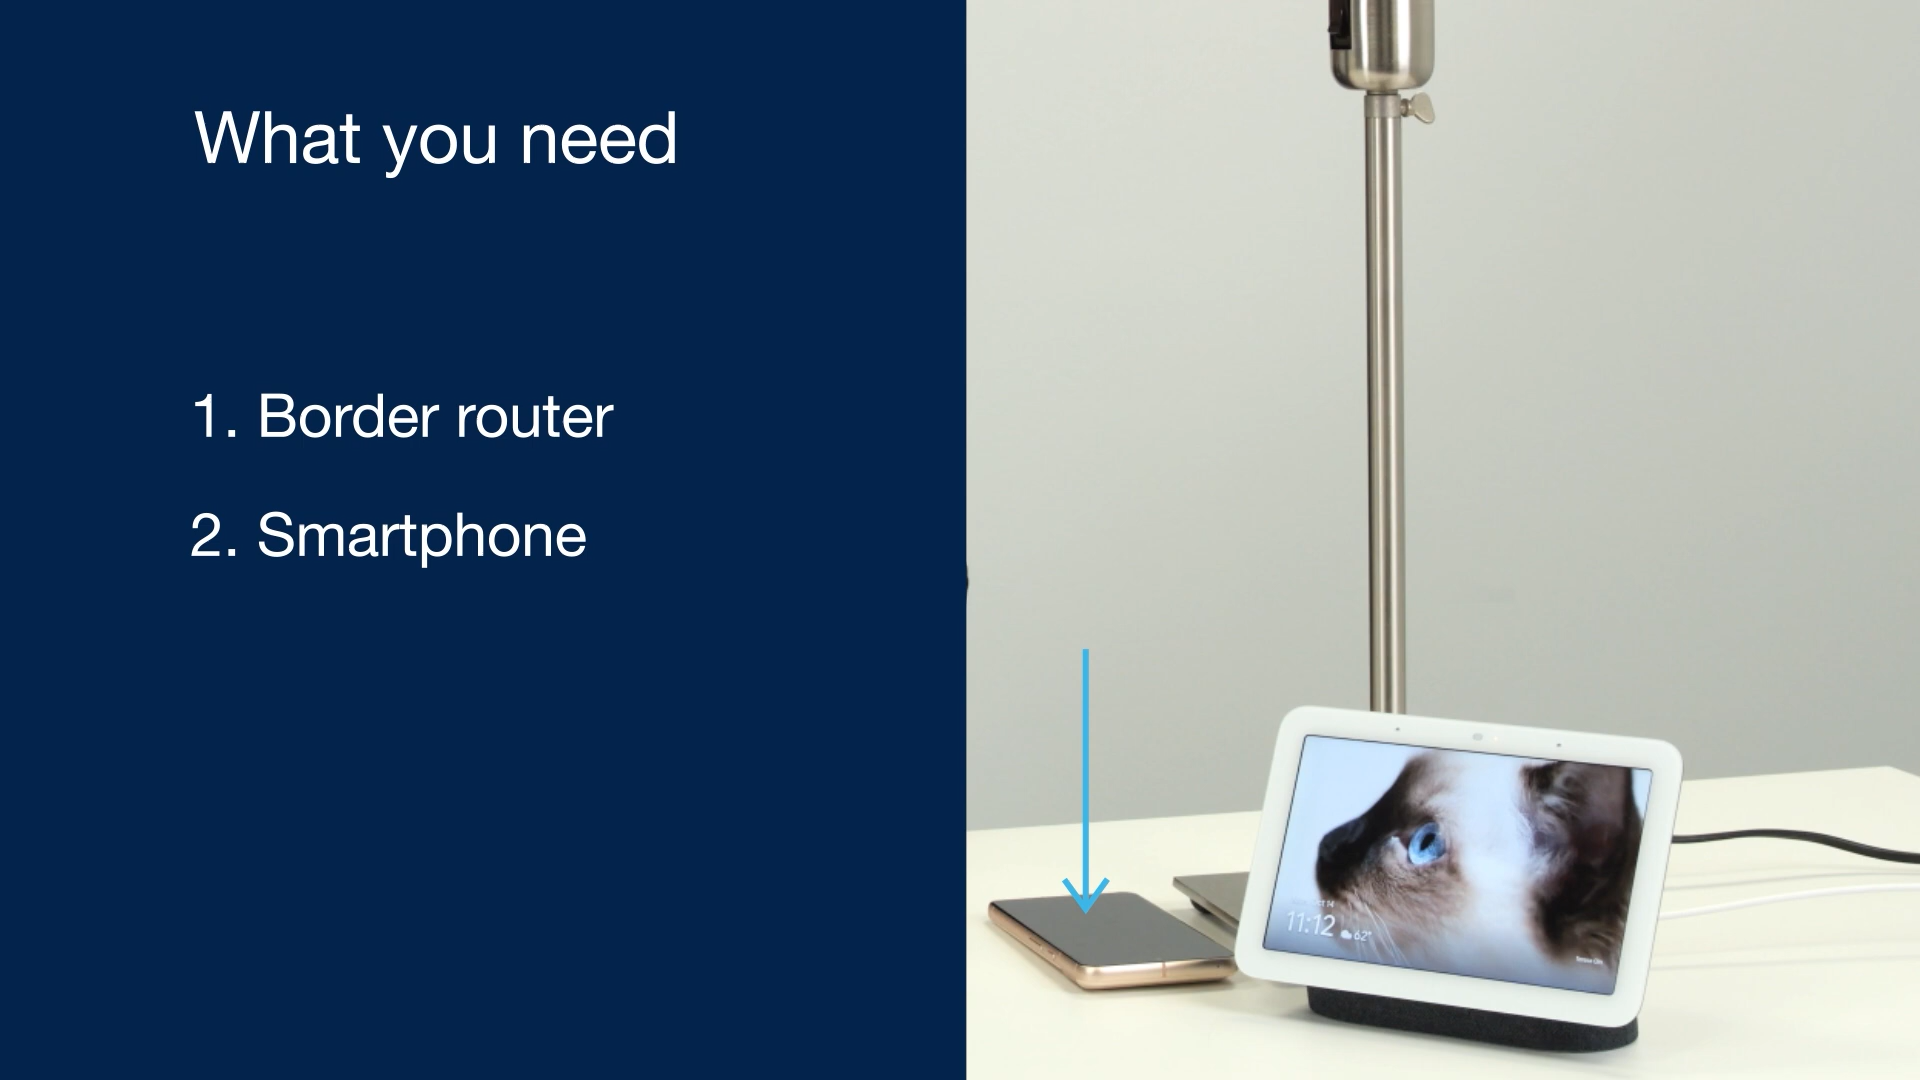 What you need
1. Border router
2. Smartphone
11:12
62°